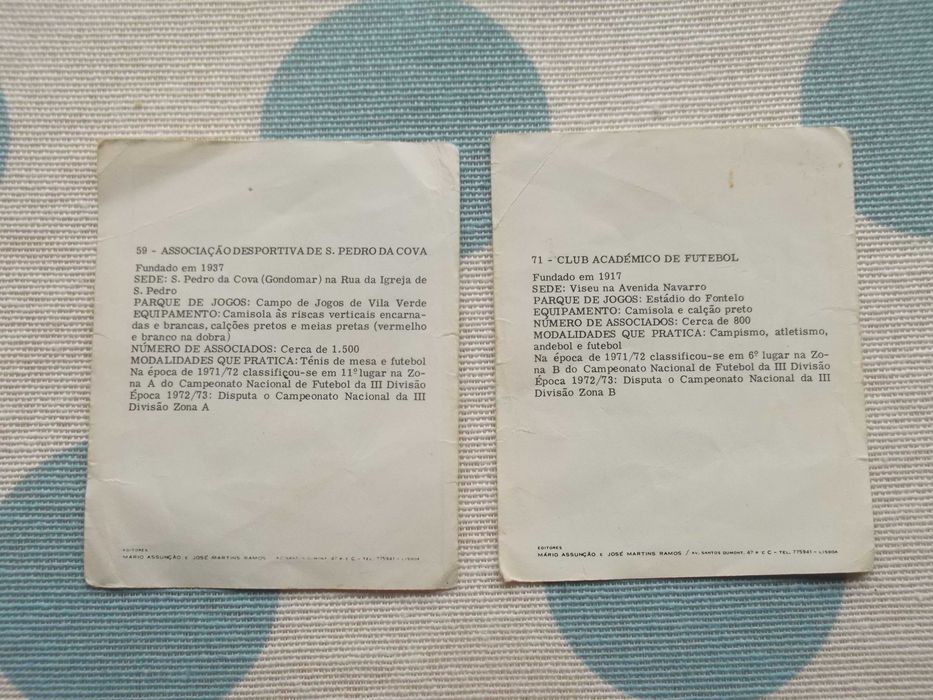 59 - ASSOCIAÇÃO DESPORTIVA DE S. PEDRO DA COVA
Fundado em 1937
SEDE: S. Pedro da Cova (Gondomar) na Rua da Igreja de
S. Pedro
PARQUE DE JOGOS: Campo de Jogos de Vila Verde
EQUIPAMENTO: Camisola às riscas verticais encarna-
das e brancas, calções pretos e meias pretas (vermelho
e branco na dobra)
NÚMERO DE ASSOCIADOS: Cerca de 1.500
MODALIDADES QUE PRATICA: Ténis de mesa e futebol
Na época de 1971/72 classificou-se em 11º lugar na Zo-
na A do Campeonato Nacional de Futebol da III Divisão
Época 1972/73: Disputa o Campeonato Nacional da III
Divisão Zona A
EDITORES
MÁRIO ASSUNÇÃO E JOSÉ MARTINS RAMOS AV. SANTOS DUMONT, 47 R C C - TEL. 775941 - LISBOA
71 - CLUB ACADÉMICO DE FUTEBOL
Fundado em 1917
SEDE: Viseu na Avenida Navarro
PARQUE DE JOGOS: Estádio do Fontelo
EQUIPAMENTO: Camisola e calção preto
NÚMERO DE ASSOCIADOS: Cerca de 800
MODALIDADES QUE PRATICA: Campismo, atletismo,
andebol e futebol
Na época de 1971/72 classificou-se em 6º lugar na Zo-
na B do Campeonato Nacional de Futebol da III Divisão
Época 1972/73: Disputa o Campeonato Nacional da III
Divisão Zona B
EDITORES
MÁRIO ASSUNÇÃO E JOSÉ MARTINS RAMOS / AV. SANTOS DUMONT, 47 R C C - TEL. 775941 - LISBOA